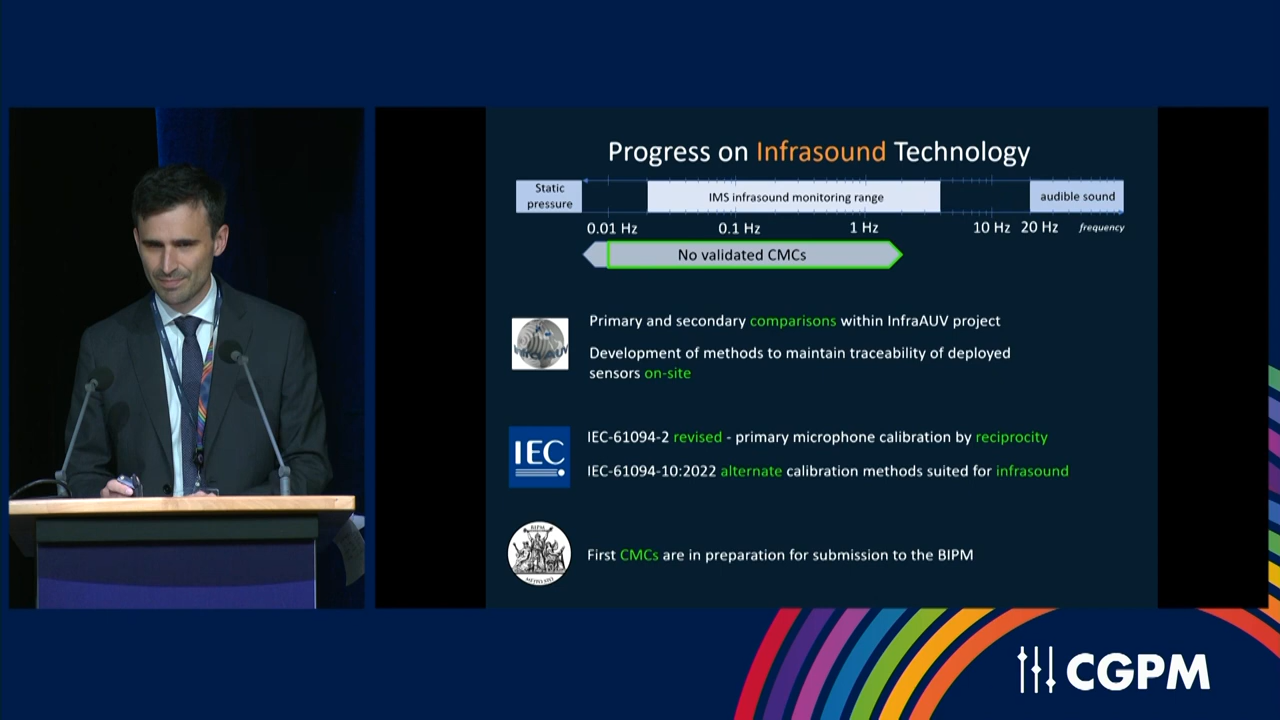 Progress on Infrasound Technology
Static
pressure
IMS infrasound monitoring range
audible sound
0.01 Hz
0.1 Hz
1 Hz
10 Hz
20 Hz
frequency
No validated CMCs
InfraAUV
Primary and secondary comparisons within InfraAUV project
Development of methods to maintain traceability of deployed
sensors on-site
IEC
IEC-61094-2 revised - primary microphone calibration by reciprocity
IEC-61094-10:2022 alternate calibration methods suited for infrasound
BIPM
First CMCs are in preparation for submission to the BIPM
CGPM